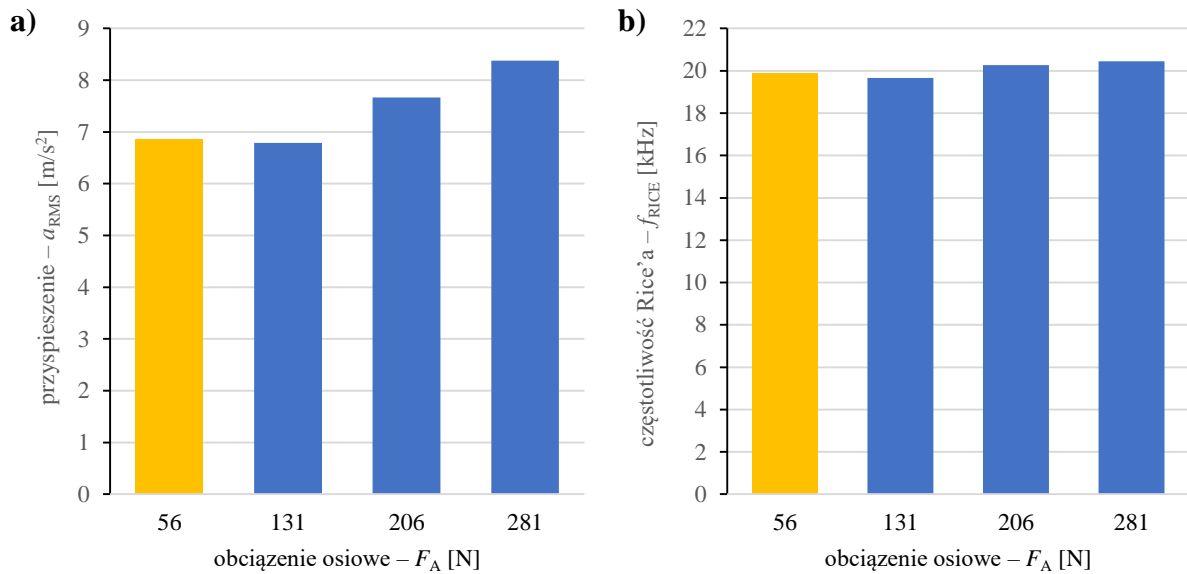 a)
9
8
7
6
5
4
3
2
1
0
przyspieszenie – aRMS [m/s²]
56 131 206 281
obciązenie osiowe – FA [N]
b)
22
20
18
16
14
12
10
8
6
4
2
0
częstotliwość Rice’a – fRICE [kHz]
56 131 206 281
obciązenie osiowe – FA [N]